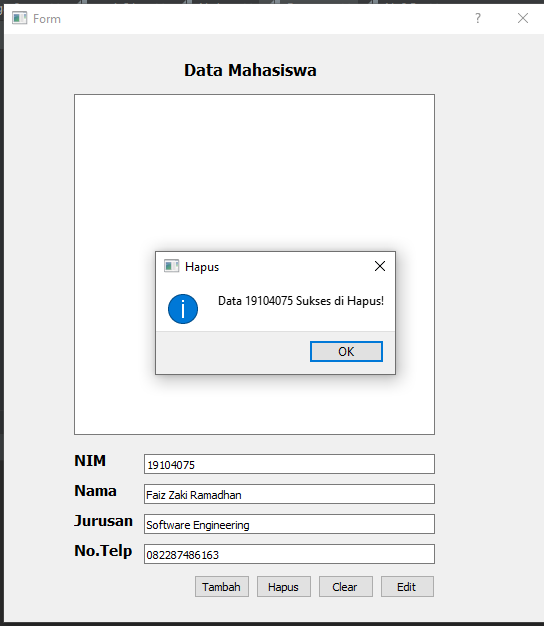 Form
Data Mahasiswa
Hapus
Data 19104075 Sukses di Hapus!
OK
NIM 19104075
Nama Faiz Zaki Ramadhan
Jurusan Software Engineering
No.Telp 082287486163
Tambah Hapus Clear Edit